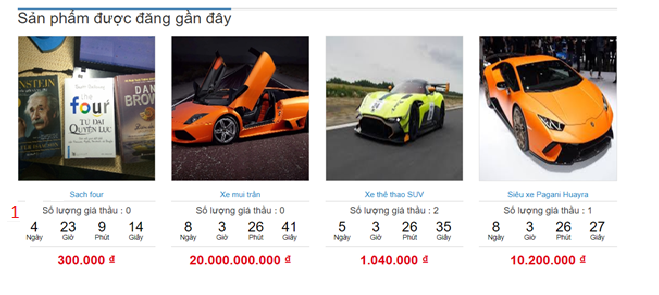 Sản phẩm được đăng gần đây
NSTEIN
four
TỨ ĐẠI
QUYỀN LỰC
DAN
BROWN
Sach four
Xe mui trần
Xe thể thao SUV
Siêu xe Pagani Huayra
1
Số lượng giá thầu : 0
Số lượng giá thầu : 0
Số lượng giá thầu : 2
Số lượng giá thầu : 1
4 23 9 14
Ngày Giờ Phút Giây
8 3 26 41
Ngày Giờ Phút Giây
5 3 26 35
Ngày Giờ Phút Giây
8 3 26 27
Ngày Giờ Phút Giây
300.000 ₫
20.000.000.000 ₫
1.040.000 ₫
10.200.000 ₫